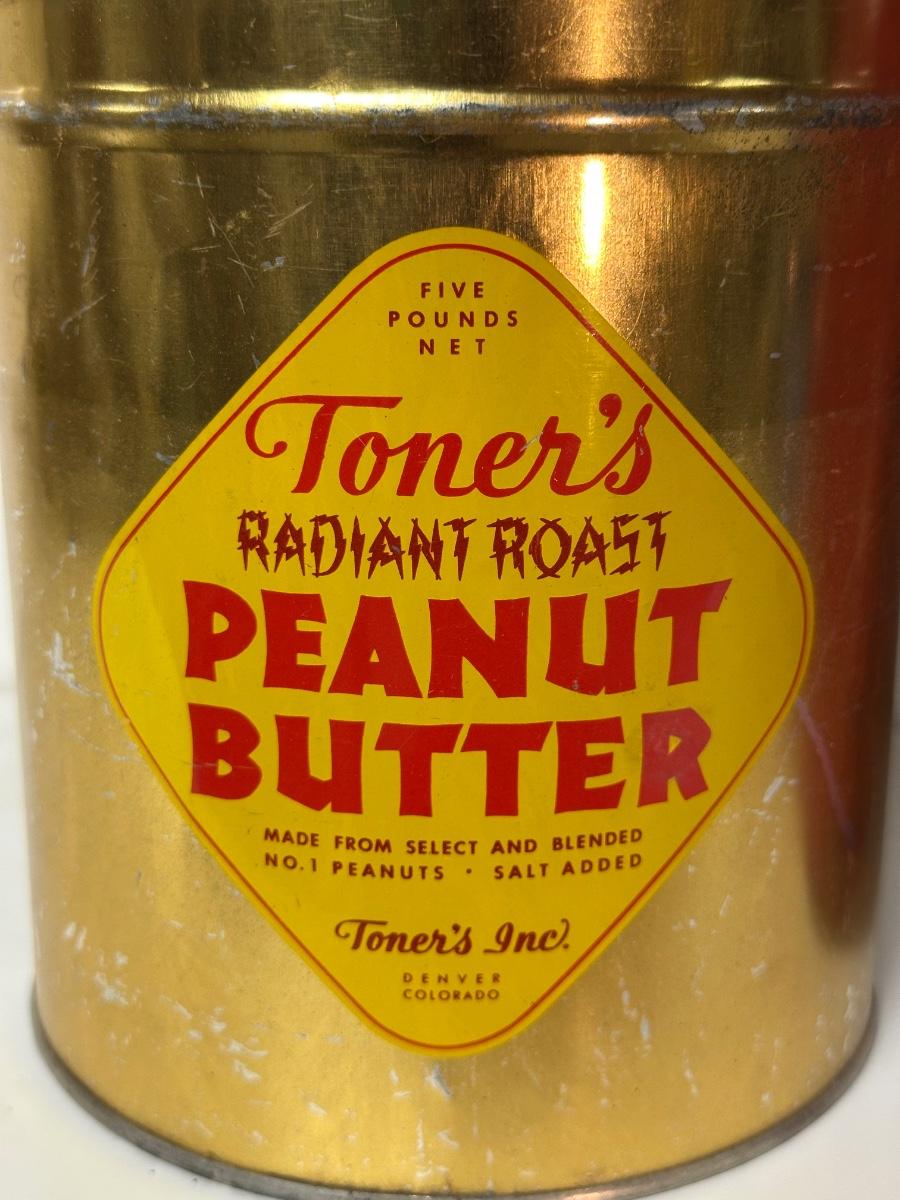 FIVE
POUNDS
NET
Toner's
RADIANT ROAST
PEANUT
BUTTER
MADE FROM SELECT AND BLENDED
NO.1 PEANUTS · SALT ADDED
Toner's Inc.
DENVER
COLORADO